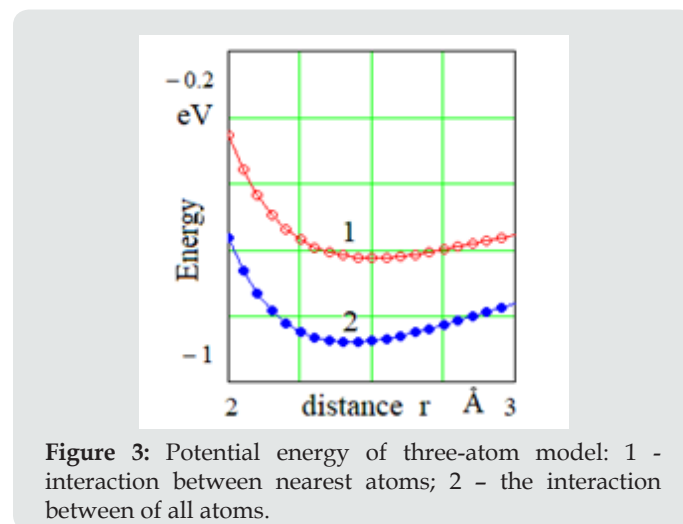 − 0.2
eV
Energy
1
2
− 1
2 distance r Å 3
Figure 3: Potential energy of three-atom model: 1 -
interaction between nearest atoms; 2 – the interaction
between of all atoms.